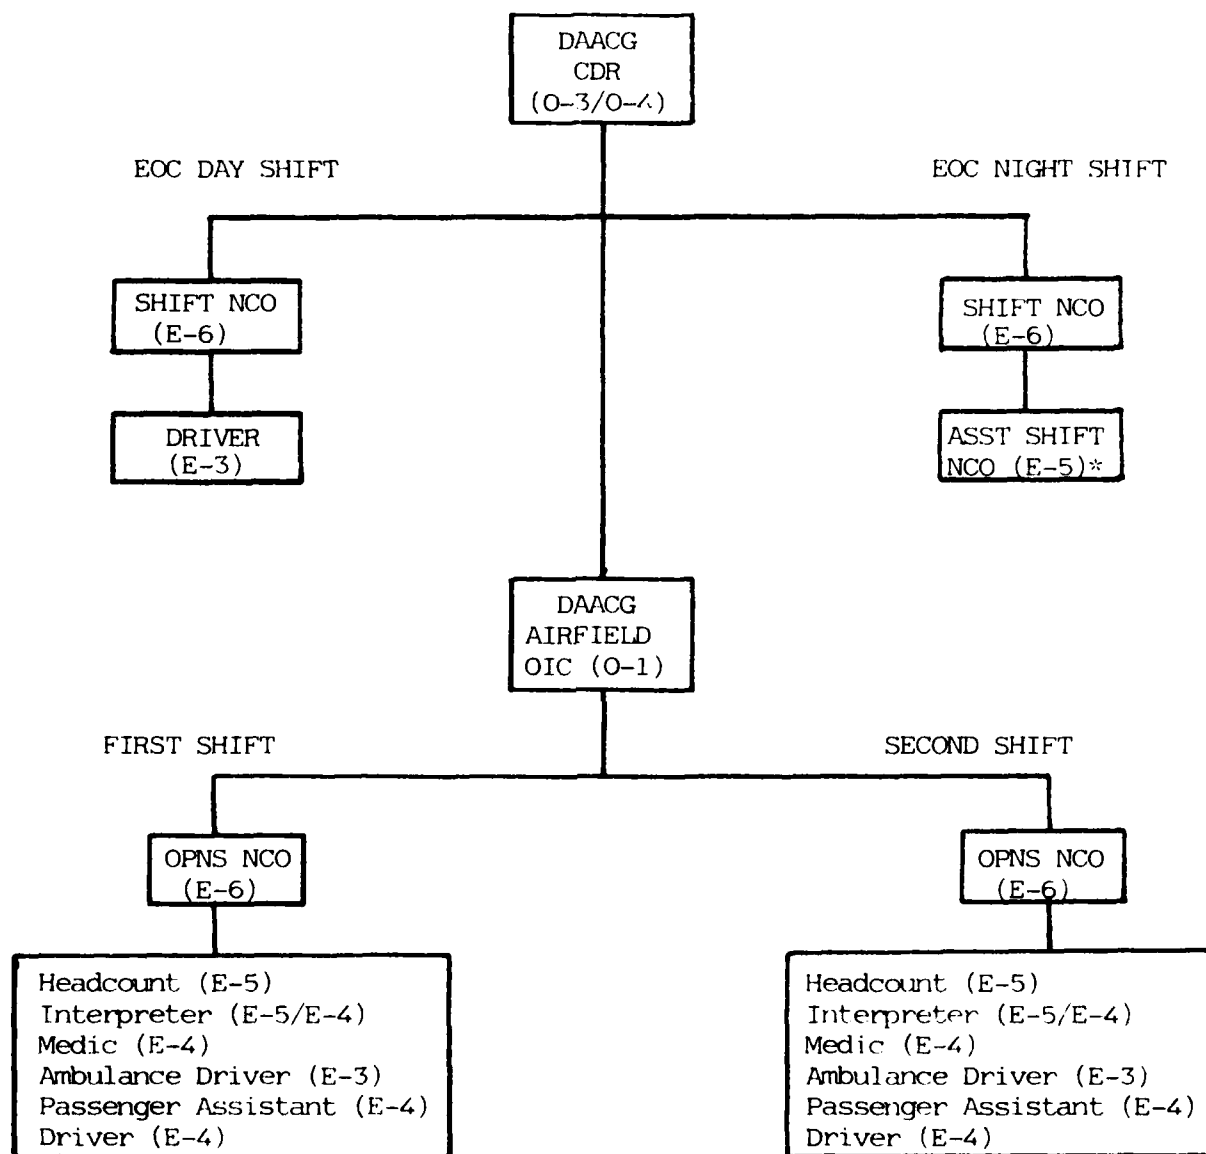 DAACG
CDR
(O-3/O-4)
EOC DAY SHIFT
EOC NIGHT SHIFT
SHIFT NCO
(E-6)
SHIFT NCO
(E-6)
DRIVER
(E-3)
ASST SHIFT
NCO (E-5)*
DAACG
AIRFIELD
OIC (O-1)
FIRST SHIFT
SECOND SHIFT
OPNS NCO
(E-6)
OPNS NCO
(E-6)
Headcount (E-5)
Interpreter (E-5/E-4)
Medic (E-4)
Ambulance Driver (E-3)
Passenger Assistant (E-4)
Driver (E-4)
Headcount (E-5)
Interpreter (E-5/E-4)
Medic (E-4)
Ambulance Driver (E-3)
Passenger Assistant (E-4)
Driver (E-4)